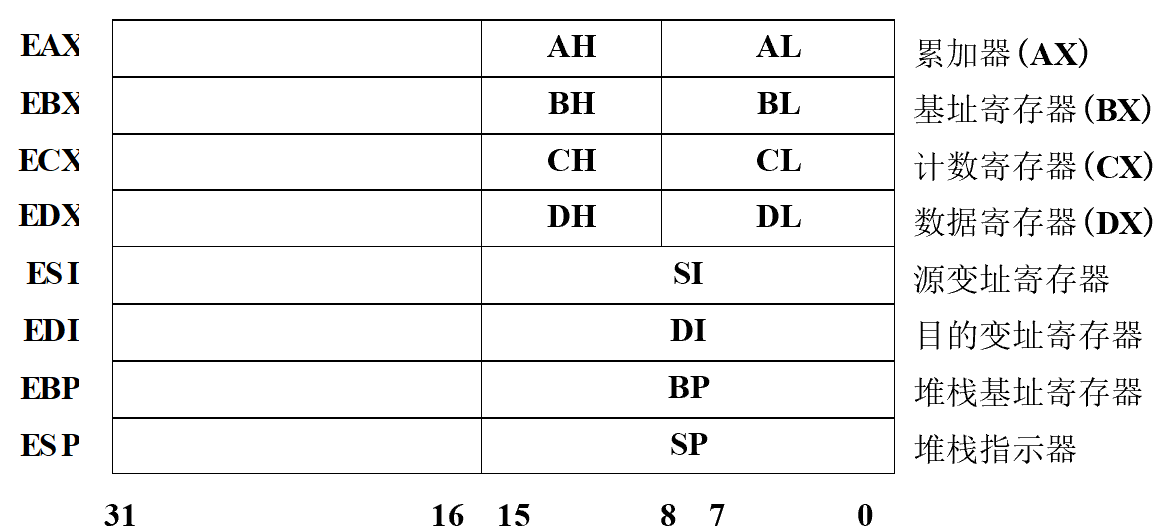 EAX AH AL 累加器(AX)
EBX BH BL 基址寄存器(BX)
ECX CH CL 计数寄存器(CX)
EDX DH DL 数据寄存器(DX)
ESI SI 源变址寄存器
EDI DI 目的变址寄存器
EBP BP 堆栈基址寄存器
ESP SP 堆栈指示器
31 16 15 8 7 0